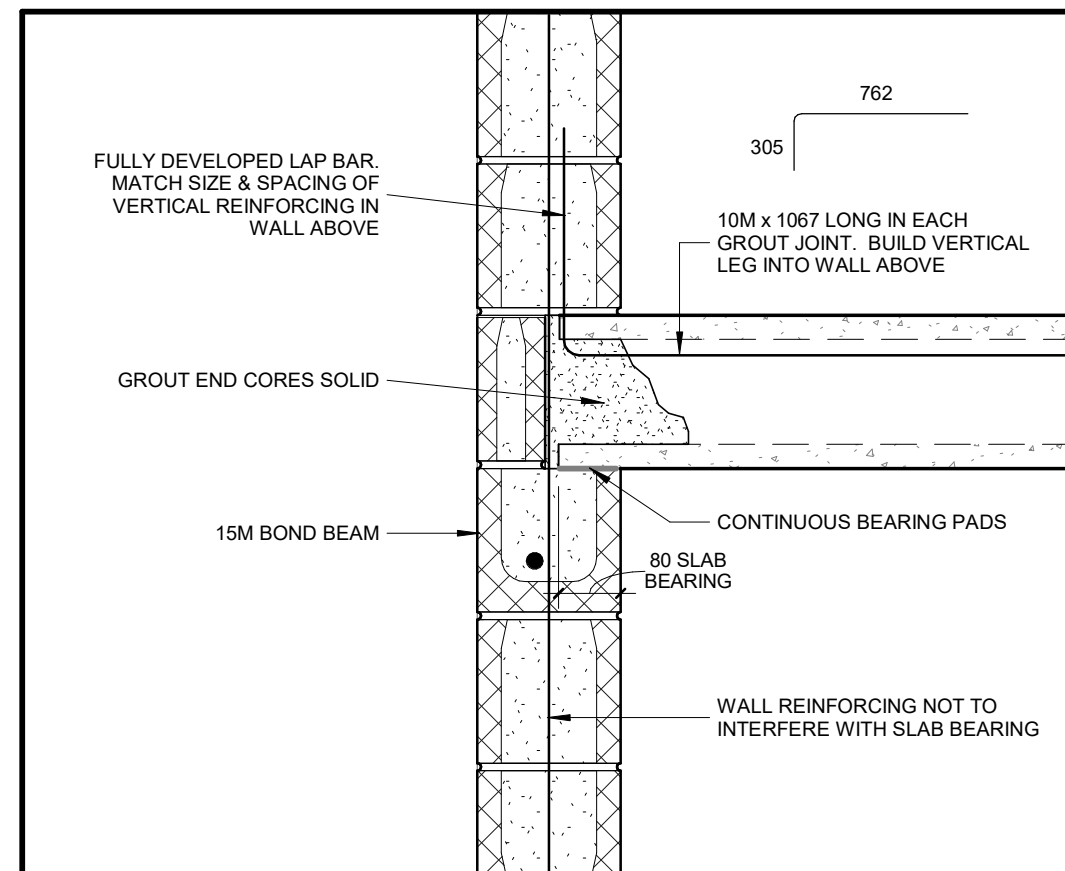 762
305
FULLY DEVELOPED LAP BAR.
MATCH SIZE & SPACING OF
VERTICAL REINFORCING IN
WALL ABOVE
10M x 1067 LONG IN EACH
GROUT JOINT. BUILD VERTICAL
LEG INTO WALL ABOVE
GROUT END CORES SOLID
15M BOND BEAM
CONTINUOUS BEARING PADS
80 SLAB
BEARING
WALL REINFORCING NOT TO
INTERFERE WITH SLAB BEARING